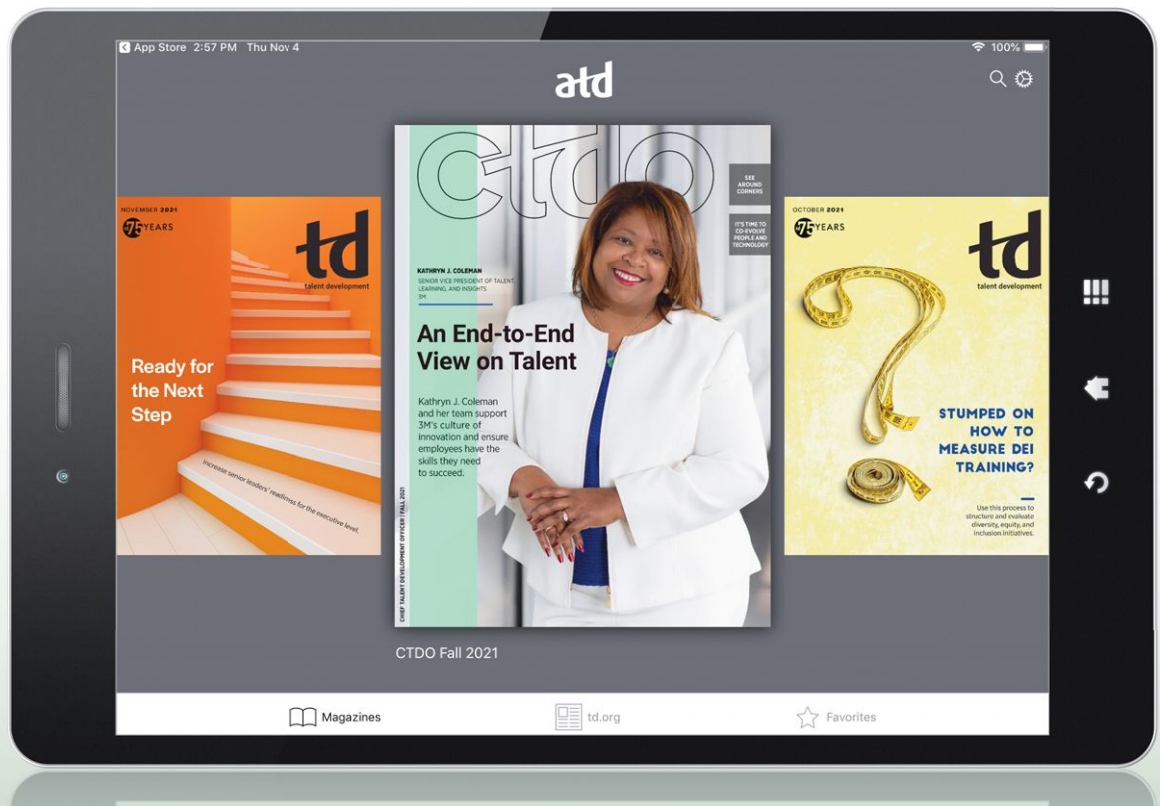 App Store 2:57 PM Thu Nov 4
100%
atd
NOVEMBER 2021
75 YEARS
td
talent development
Ready for
the Next
Step
Increase senior leaders' readiness for the executive level.
ctdo
SEE
AROUND
CORNERS
IT'S TIME TO
CO-EVOLVE
PEOPLE AND
TECHNOLOGY
KATHRYN J. COLEMAN
SENIOR VICE PRESIDENT OF TALENT,
LEARNING, AND INSIGHTS
3M
An End-to-End
View on Talent
Kathryn J. Coleman
and her team support
3M's culture of
innovation and ensure
employees have the
skills they need
to succeed.
CHIEF TALENT DEVELOPMENT OFFICER | FALL 2021
OCTOBER 2021
75 YEARS
td
talent development
STUMPED ON
HOW TO
MEASURE DEI
TRAINING?
Use this process to
structure and evaluate
diversity, equity, and
inclusion initiatives.
CTDO Fall 2021
Magazines
td.org
Favorites